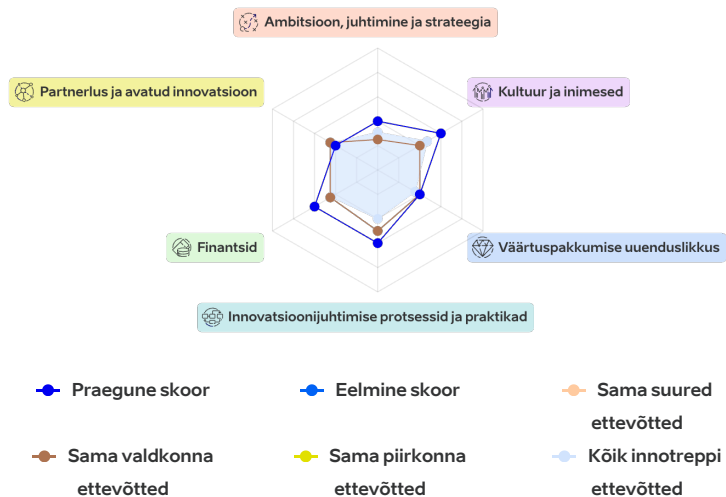 Ambitsioon, juhtimine ja strateegia
Partnerlus ja avatud innovatsioon
Kultuur ja inimesed
Finantsid
Väärtuspakkumise uuenduslikkus
Innovatsioonijuhtimise protsessid ja praktikad
Praegune skoor
Eelmine skoor
Sama suured
ettevõtted
Sama valdkonna
ettevõtted
Sama piirkonna
ettevõtted
Kõik innotreppi
ettevõtted